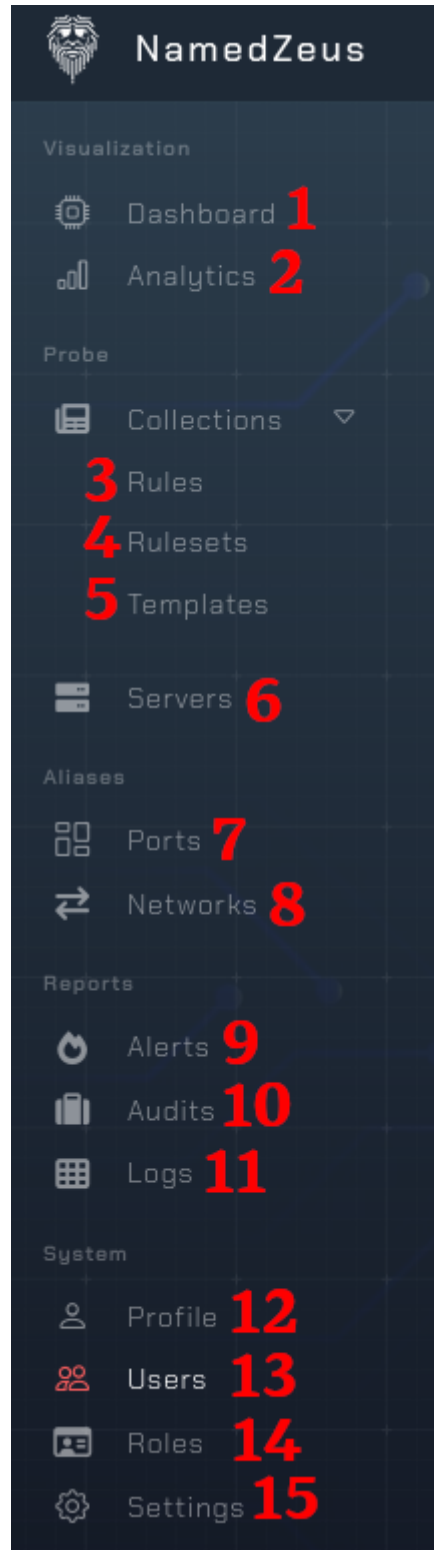 NamedZeus
Visualization
Dashboard 1
Analytics 2
Probe
Collections
3 Rules
4 Rulesets
5 Templates
Servers 6
Aliases
Ports 7
Networks 8
Reports
Alerts 9
Audits 10
Logs 11
System
Profile 12
Users 13
Roles 14
Settings 15